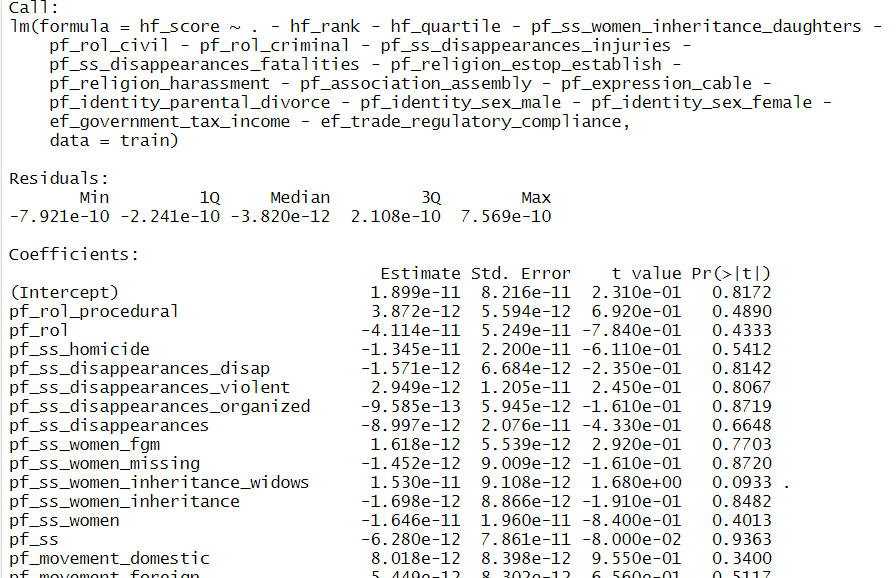 Call:
lm(formula = hf_score ~ . - hf_rank - hf_quartile - pf_ss_women_inheritance_daughters -
    pf_rol_civil - pf_rol_criminal - pf_ss_disappearances_injuries -
    pf_ss_disappearances_fatalities - pf_religion_estop_establish -
    pf_religion_harassment - pf_association_assembly - pf_expression_cable -
    pf_identity_parental_divorce - pf_identity_sex_male - pf_identity_sex_female -
    ef_government_tax_income - ef_trade_regulatory_compliance,
    data = train)
Residuals:
       Min         1Q     Median         3Q        Max
-7.921e-10 -2.241e-10 -3.820e-12  2.108e-10  7.569e-10
Coefficients:
                                     Estimate Std. Error    t value Pr(>|t|)
(Intercept)                         1.899e-11  8.216e-11  2.310e-01   0.8172
pf_rol_procedural                   3.872e-12  5.594e-12  6.920e-01   0.4890
pf_rol                             -4.114e-11  5.249e-11 -7.840e-01   0.4333
pf_ss_homicide                     -1.345e-11  2.200e-11 -6.110e-01   0.5412
pf_ss_disappearances_disap         -1.571e-12  6.684e-12 -2.350e-01   0.8142
pf_ss_disappearances_violent        2.949e-12  1.205e-11  2.450e-01   0.8067
pf_ss_disappearances_organized     -9.585e-13  5.945e-12 -1.610e-01   0.8719
pf_ss_disappearances               -8.997e-12  2.076e-11 -4.330e-01   0.6648
pf_ss_women_fgm                     1.618e-12  5.539e-12  2.920e-01   0.7703
pf_ss_women_missing                -1.452e-12  9.009e-12 -1.610e-01   0.8720
pf_ss_women_inheritance_widows      1.530e-11  9.108e-12  1.680e+00   0.0933 .
pf_ss_women_inheritance            -1.698e-12  8.866e-12 -1.910e-01   0.8482
pf_ss_women                        -1.646e-11  1.960e-11 -8.400e-01   0.4013
pf_ss                              -6.280e-12  7.861e-11 -8.000e-02   0.9363
pf_movement_domestic                8.018e-12  8.398e-12  9.550e-01   0.3400
pf_movement_foreign                 5.449e-12  8.302e-12  6.560e-01   0.5117